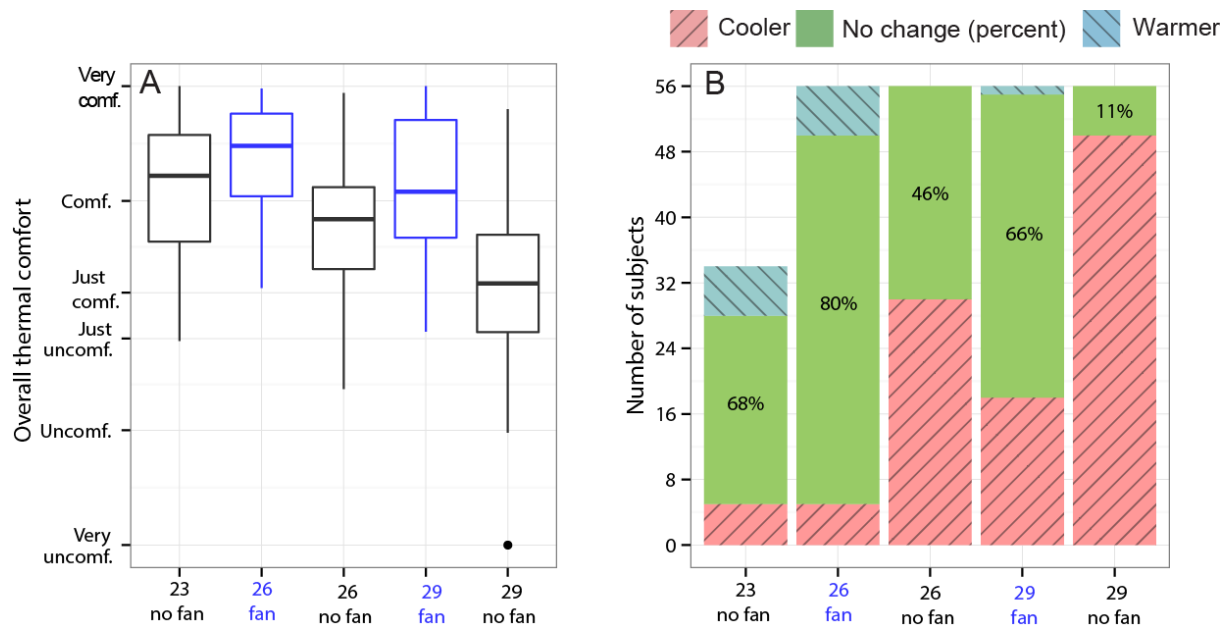 Cooler No change (percent) Warmer
A
Very
comf.
Comf.
Just
comf.
Just
uncomf.
Uncomf.
Very
uncomf.
Overall thermal comfort
23
no fan
26
fan
26
no fan
29
fan
29
no fan
B
56
48
40
32
24
16
8
0
Number of subjects
68%
80%
46%
66%
11%
23
no fan
26
fan
26
no fan
29
fan
29
no fan